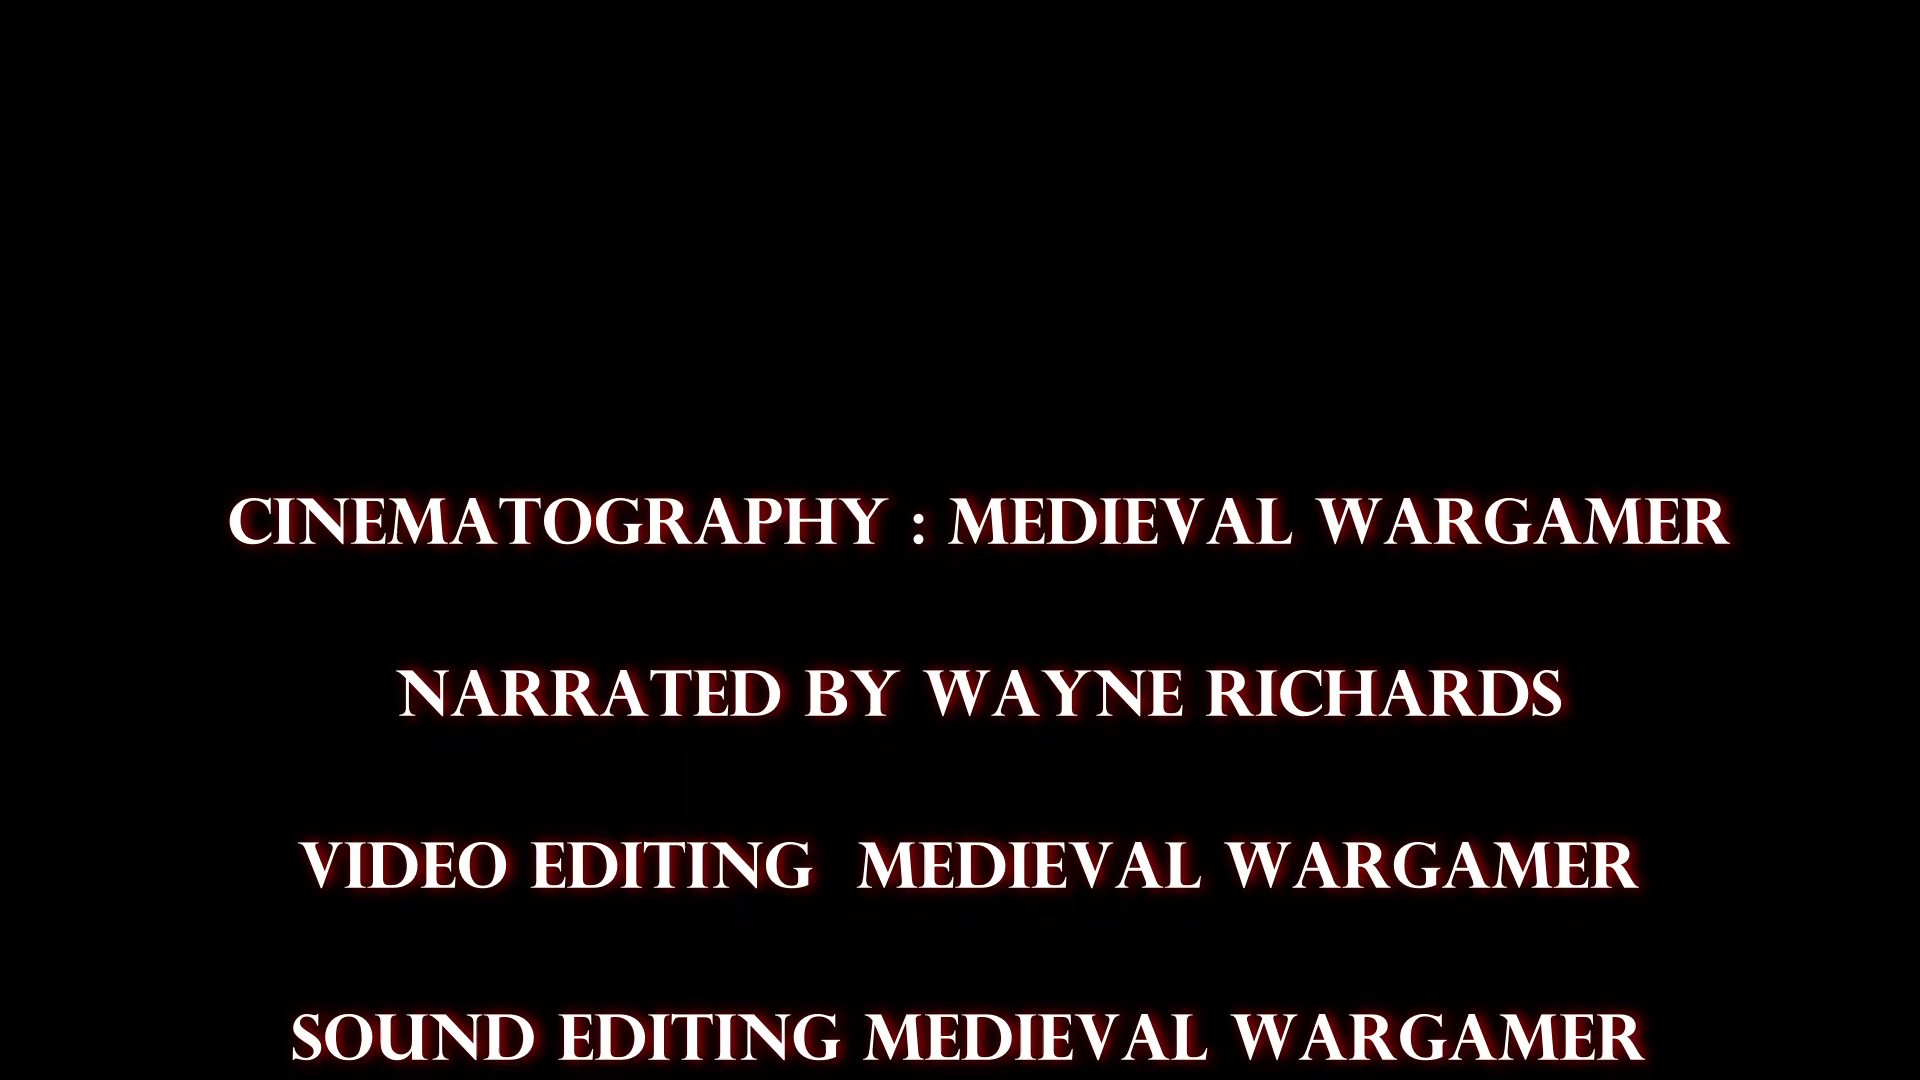 CINEMATOGRAPHY : MEDIEVAL WARGAMER
NARRATED BY WAYNE RICHARDS
VIDEO EDITING  MEDIEVAL WARGAMER
SOUND EDITING MEDIEVAL WARGAMER